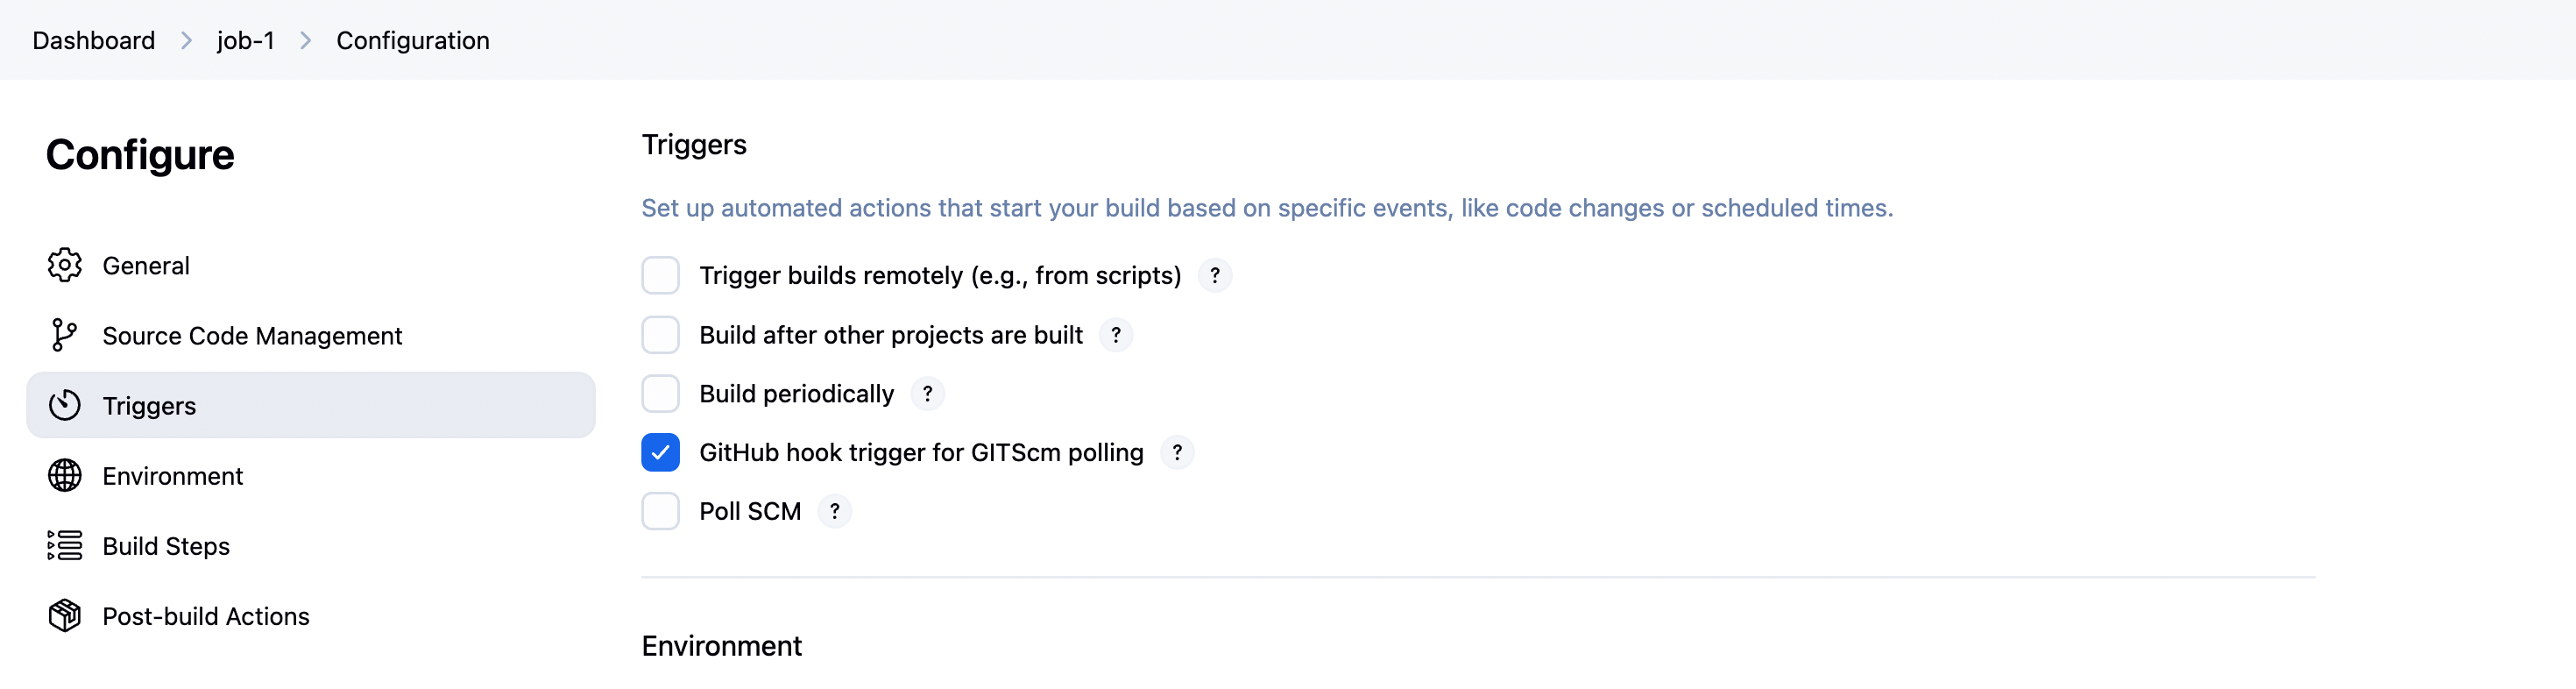 Dashboard > job-1 > Configuration
Configure
General
Source Code Management
Triggers
Environment
Build Steps
Post-build Actions
Triggers
Set up automated actions that start your build based on specific events, like code changes or scheduled times.
Trigger builds remotely (e.g., from scripts) ?
Build after other projects are built ?
Build periodically ?
GitHub hook trigger for GITScm polling ?
Poll SCM ?
Environment